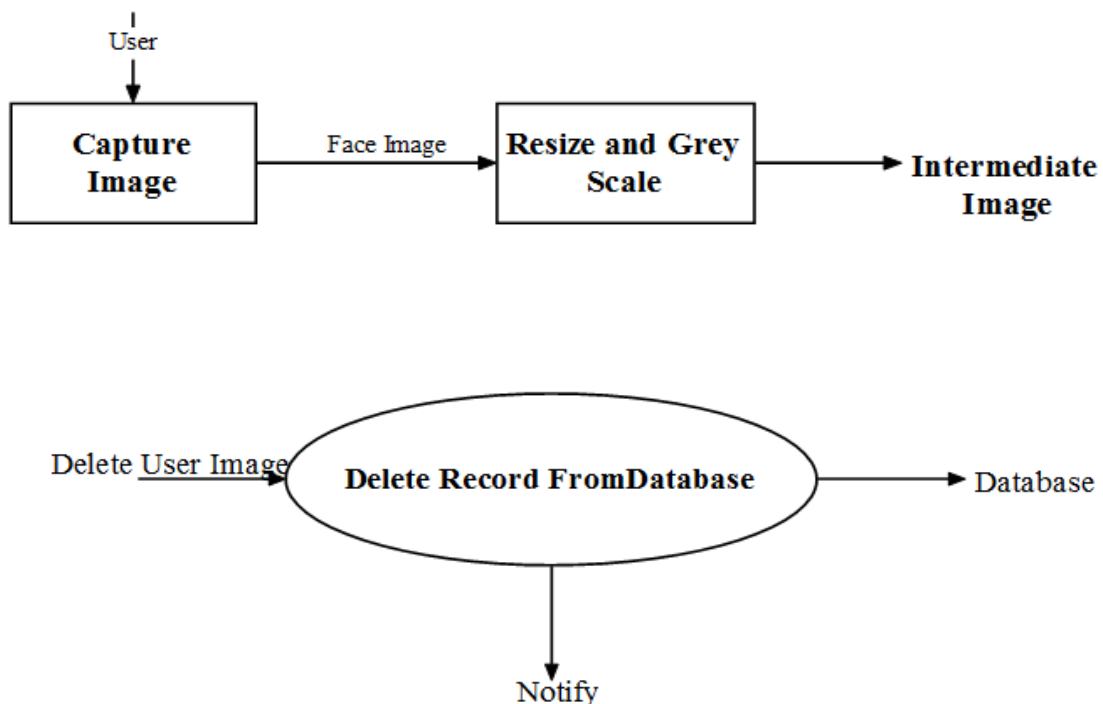 User
Capture
Image
Face Image
Resize and Grey
Scale
Intermediate
Image
Delete User Image
Delete Record FromDatabase
Database
Notify